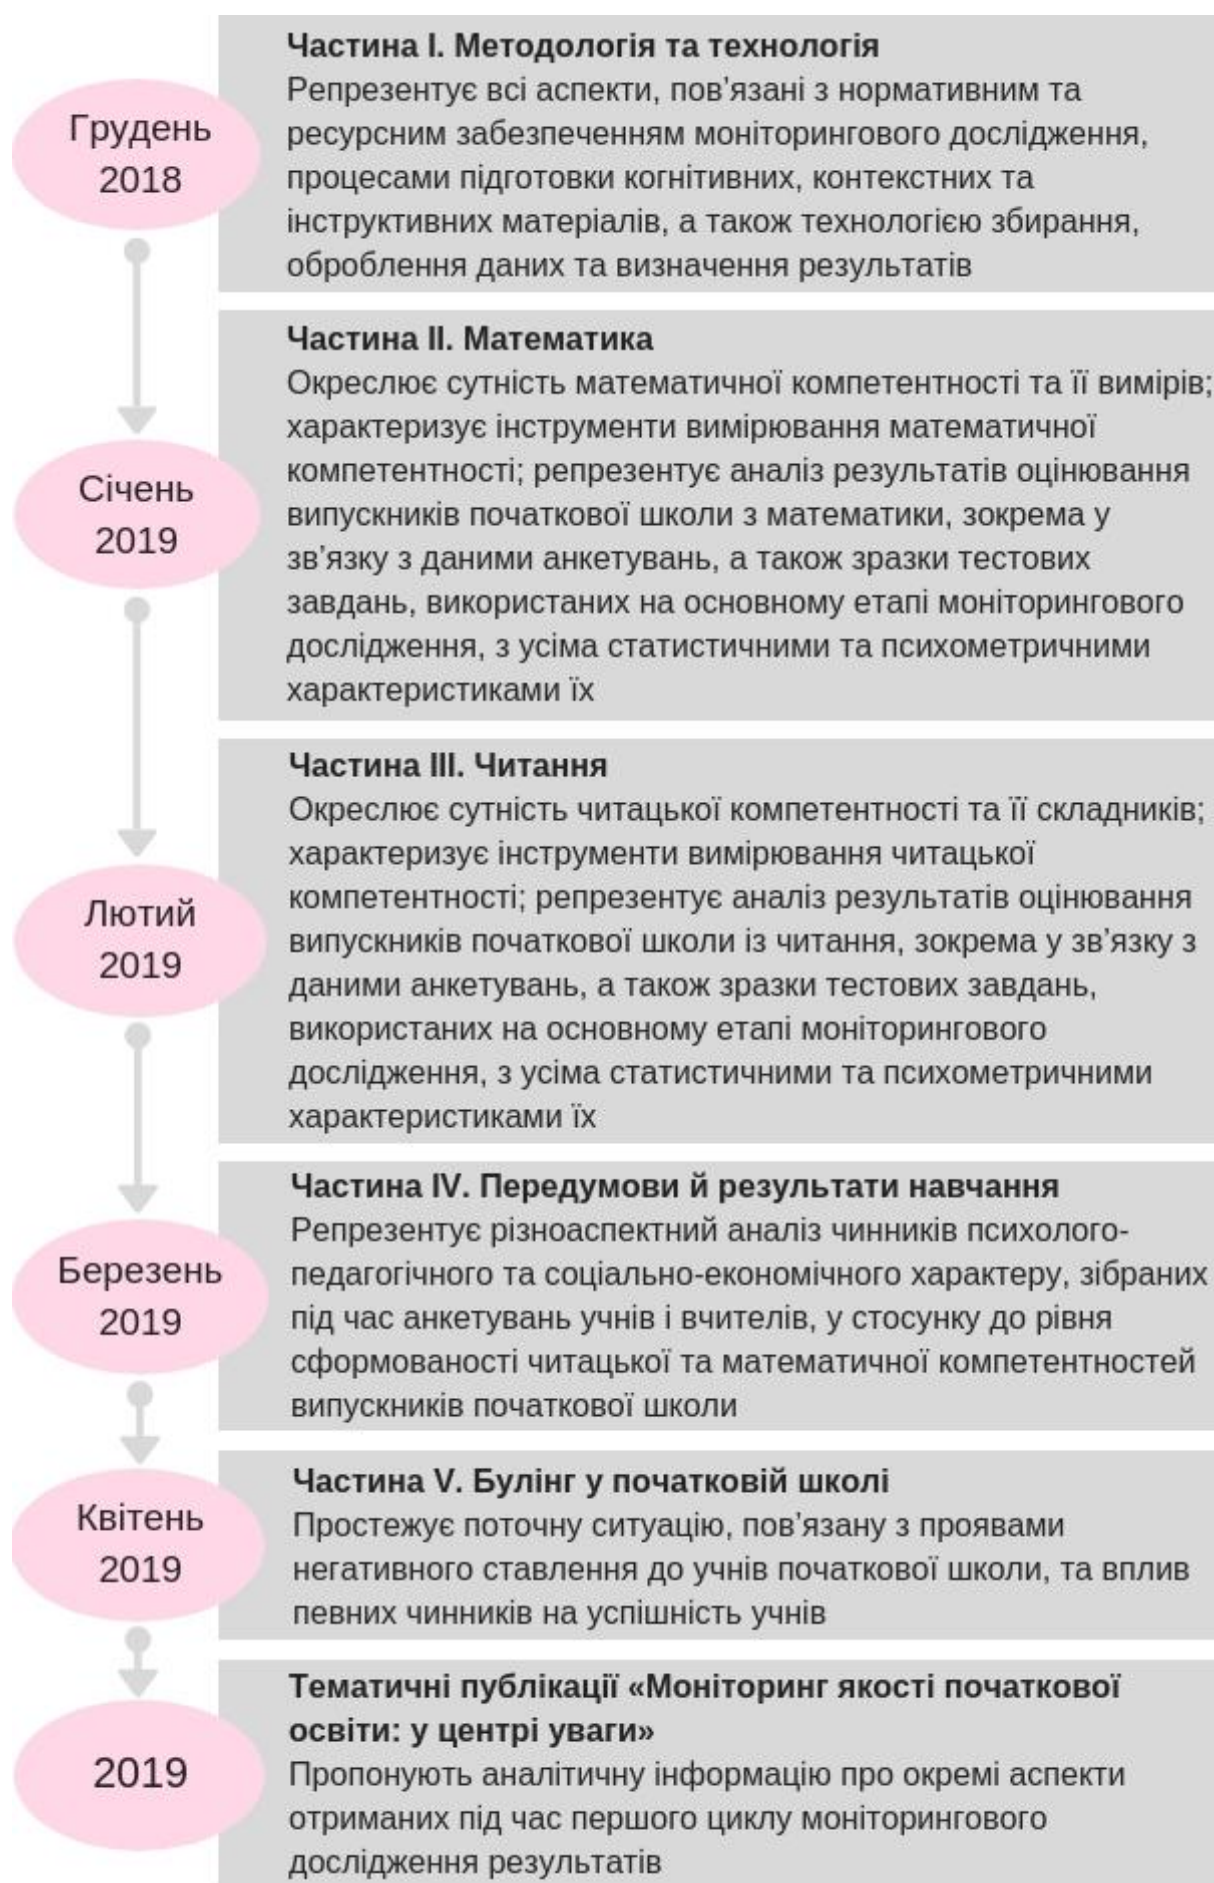 Грудень
2018
Частина I. Методологія та технологія
Репрезентує всі аспекти, пов'язані з нормативним та
ресурсним забезпеченням моніторингового дослідження,
процесами підготовки когнітивних, контекстних та
інструктивних матеріалів, а також технологією збирання,
оброблення даних та визначення результатів
Січень
2019
Частина II. Математика
Окреслює сутність математичної компетентності та її вимірів;
характеризує інструменти вимірювання математичної
компетентності; репрезентує аналіз результатів оцінювання
випускників початкової школи з математики, зокрема у
зв'язку з даними анкетувань, а також зразки тестових
завдань, використаних на основному етапі моніторингового
дослідження, з усіма статистичними та психометричними
характеристиками їх
Лютий
2019
Частина III. Читання
Окреслює сутність читацької компетентності та її складників;
характеризує інструменти вимірювання читацької
компетентності; репрезентує аналіз результатів оцінювання
випускників початкової школи із читання, зокрема у зв'язку з
даними анкетувань, а також зразки тестових завдань,
використаних на основному етапі моніторингового
дослідження, з усіма статистичними та психометричними
характеристиками їх
Березень
2019
Частина IV. Передумови й результати навчання
Репрезентує різноаспектний аналіз чинників психолого-
педагогічного та соціально-економічного характеру, зібраних
під час анкетувань учнів і вчителів, у стосунку до рівня
сформованості читацької та математичної компетентностей
випускників початкової школи
Квітень
2019
Частина V. Булінг у початковій школі
Простежує поточну ситуацію, пов'язану з проявами
негативного ставлення до учнів початкової школи, та вплив
певних чинників на успішність учнів
2019
Тематичні публікації «Моніторинг якості початкової
освіти: у центрі уваги»
Пропонують аналітичну інформацію про окремі аспекти
отриманих під час першого циклу моніторингового
дослідження результатів